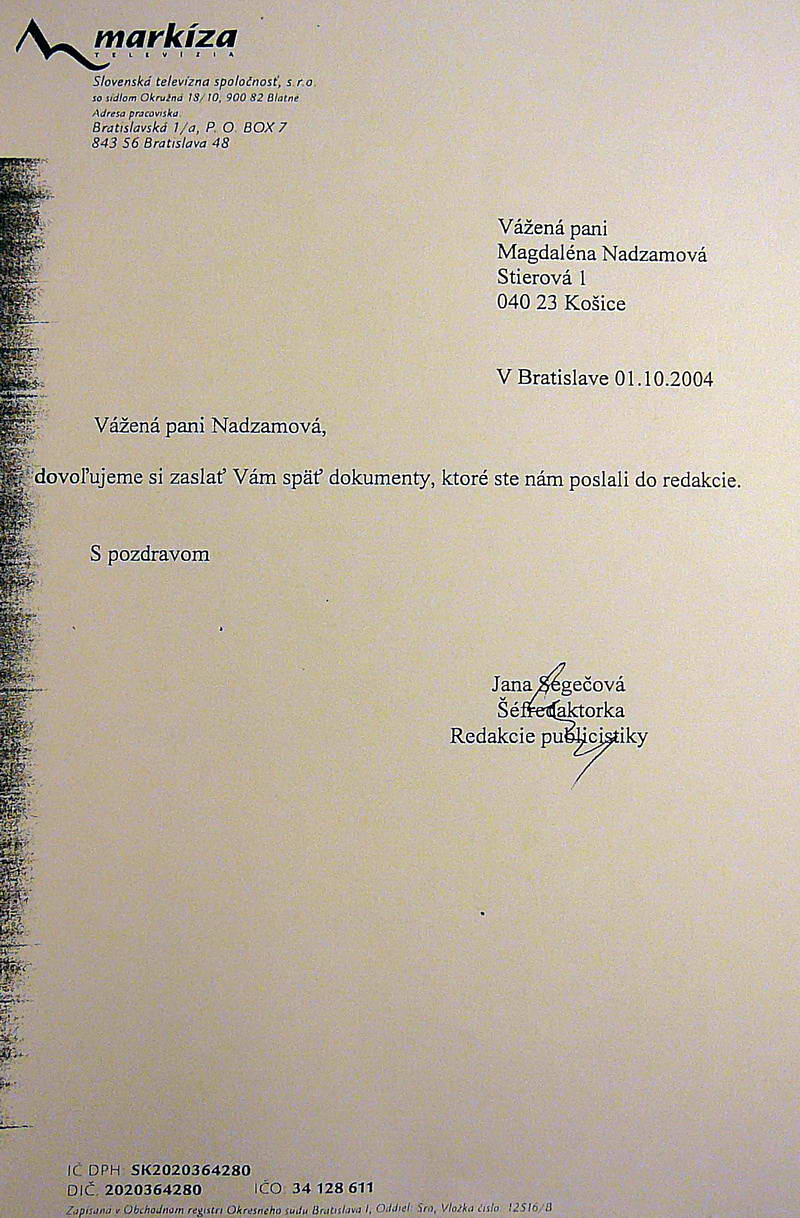 markíza
TELEVÍZIA
Slovenská televízna spoločnosť, s.r.o.
so sídlom Okružná 18/10, 900 82 Blatné
Adresa pracoviska:
Bratislavská 1/a, P. O. BOX 7
843 56 Bratislava 48
Vážená pani
Magdaléna Nadzamová
Stierová 1
040 23 Košice
V Bratislave 01.10.2004
Vážená pani Nadzamová,
dovoľujeme si zaslať Vám späť dokumenty, ktoré ste nám poslali do redakcie.
S pozdravom
Jana Segečová
Šéfredaktorka
Redakcie publicistiky
IČ DPH: SK2020364280
DIČ: 2020364280 IČO: 34 128 611
Zapísaná v Obchodnom registri Okresného súdu Bratislava I, Oddiel: Sro, Vložka číslo: 12516/B